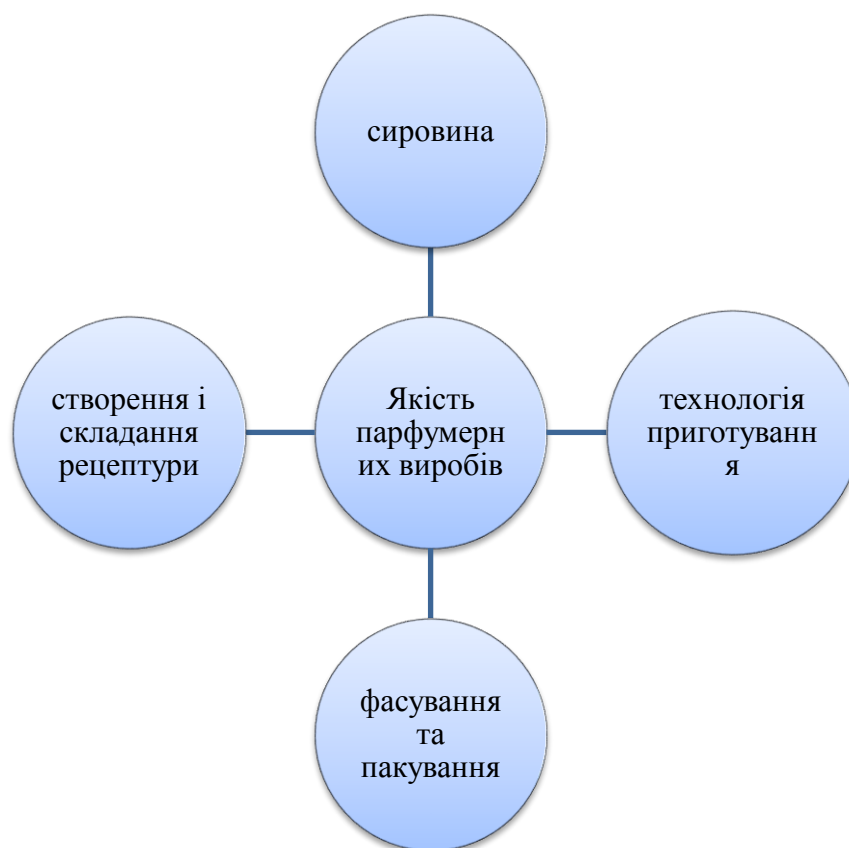 сировина
створення і
складання
рецептури
Якість
парфумерн
их виробів
технологія
приготуванн
я
фасування
та
пакування